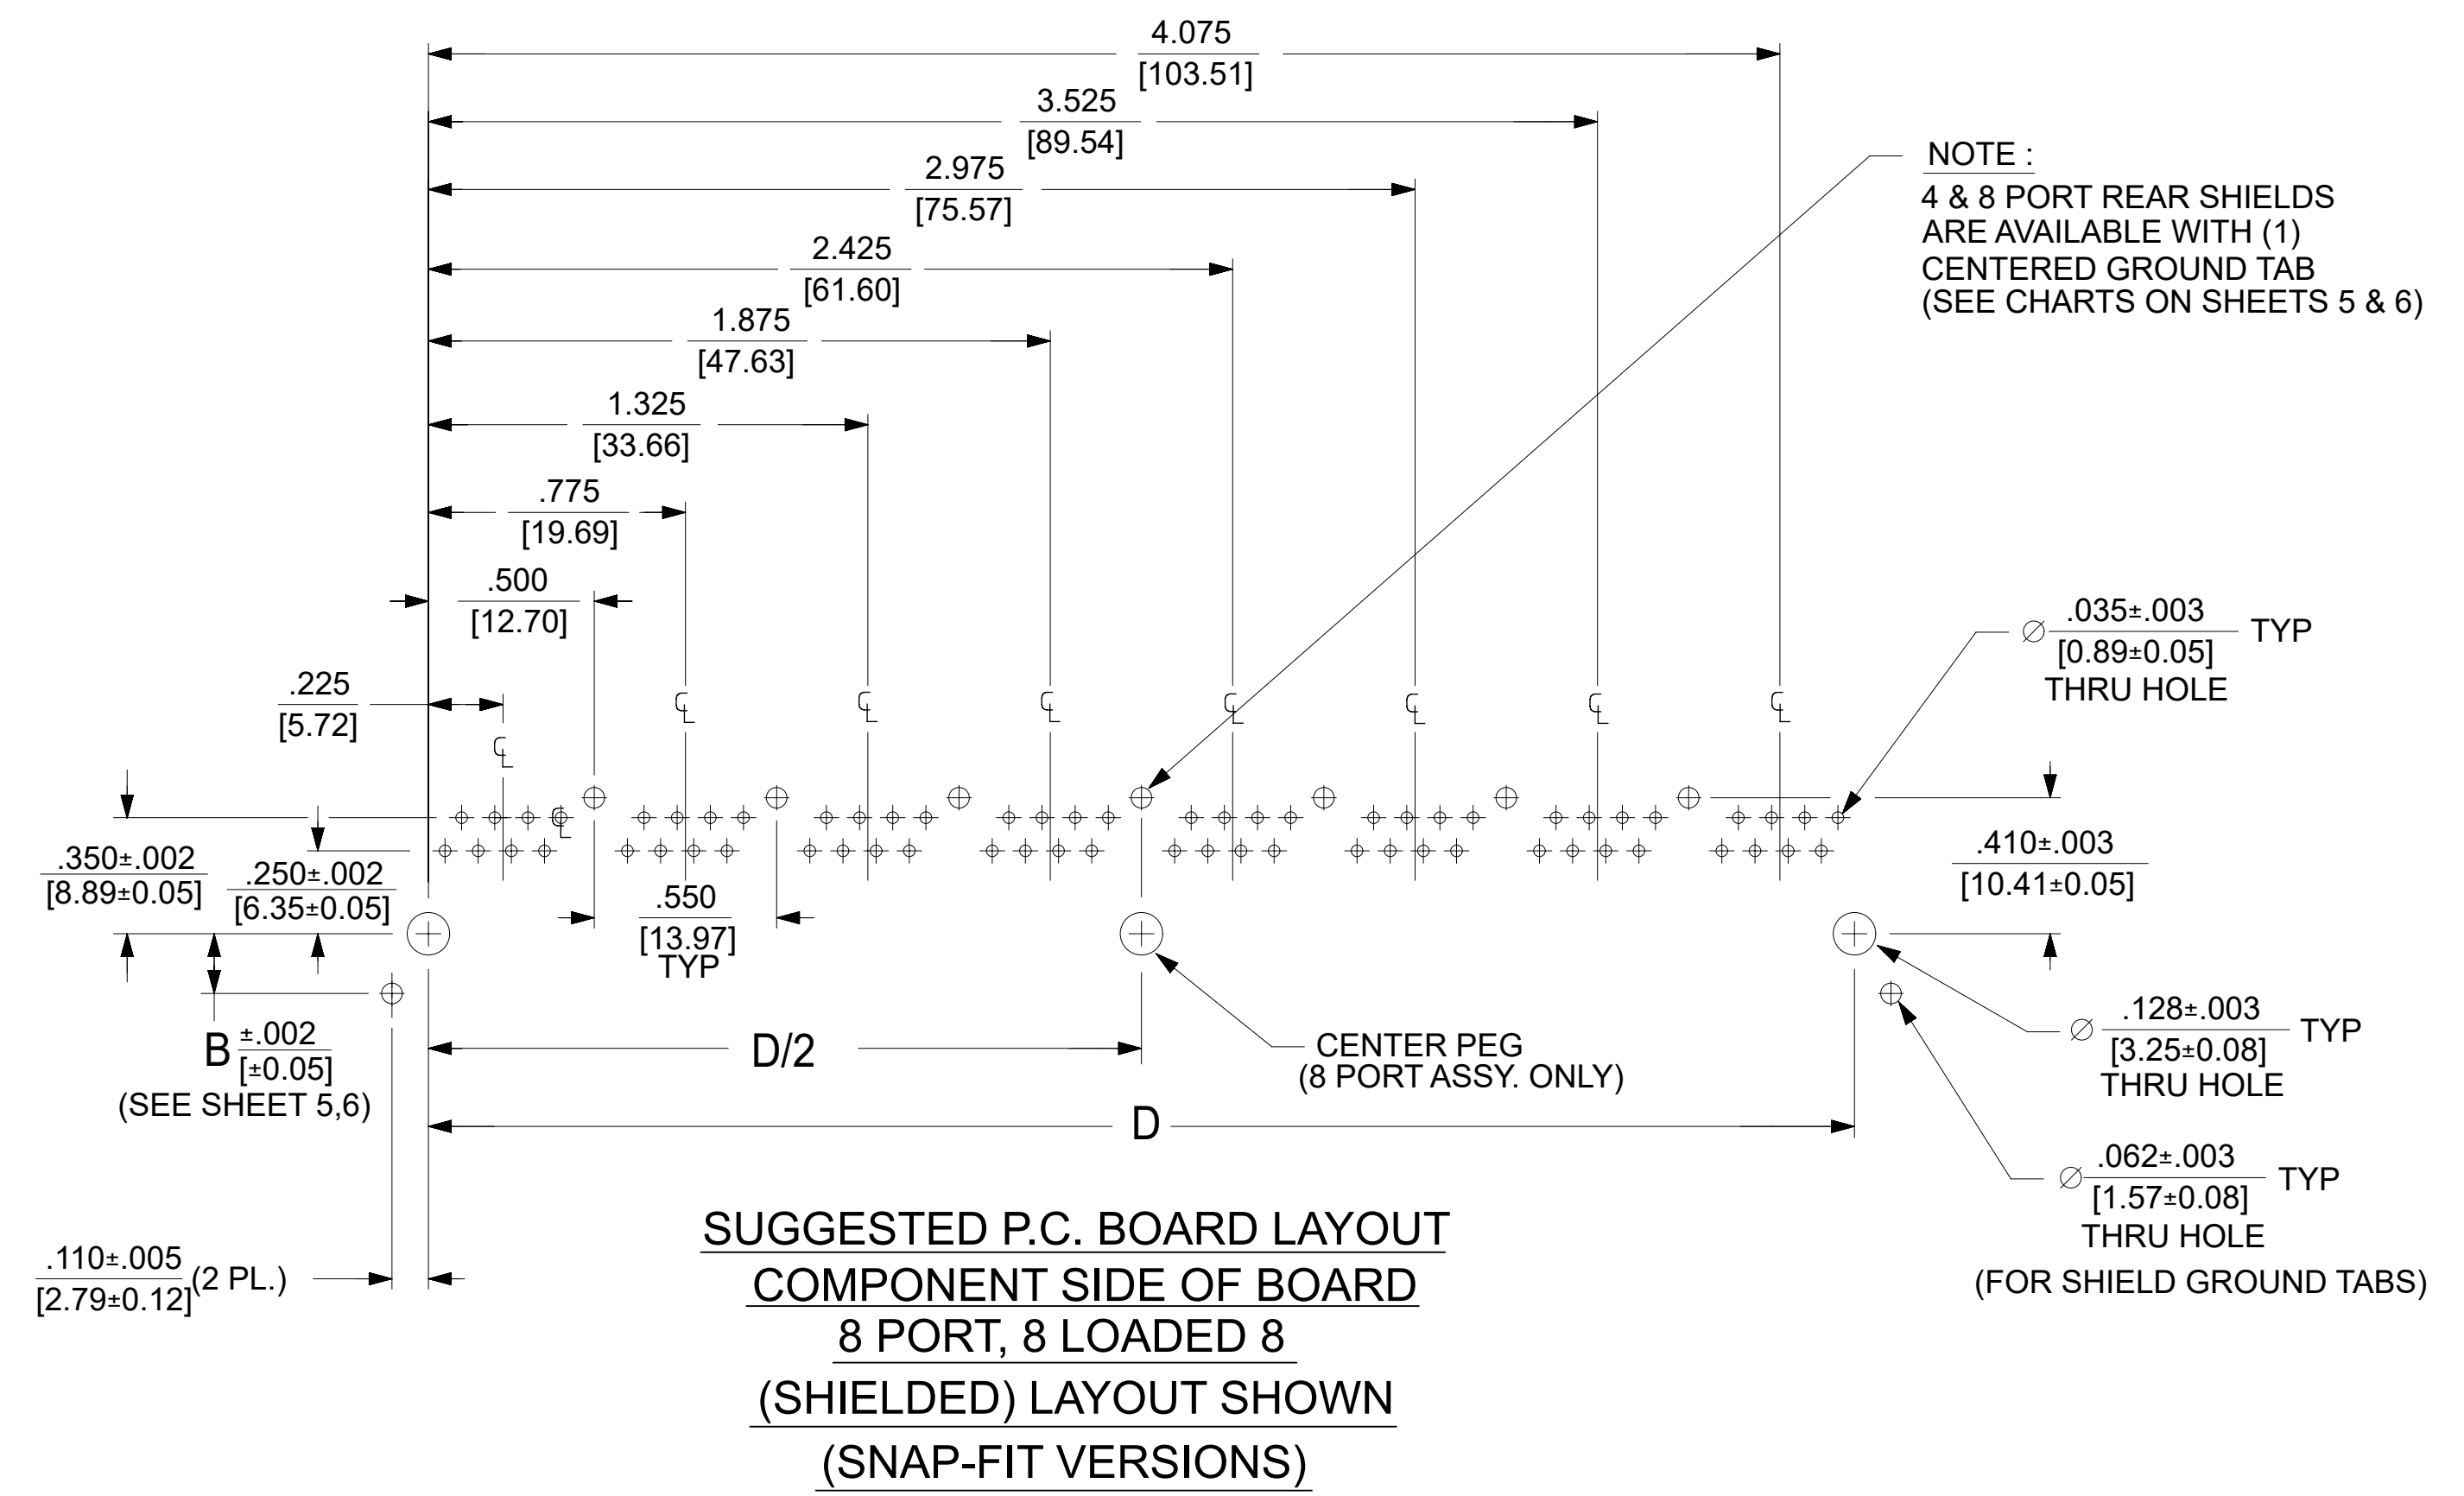 4.075
[103.51]
3.525
[89.54]
2.975
[75.57]
2.425
[61.60]
1.875
[47.63]
1.325
[33.66]
.775
[19.69]
.500
[12.70]
.225
[5.72]
NOTE :
4 & 8 PORT REAR SHIELDS
ARE AVAILABLE WITH (1)
CENTERED GROUND TAB
(SEE CHARTS ON SHEETS 5 & 6)
⌀ .035±.003 TYP
[0.89±0.05]
THRU HOLE
℄ ℄ ℄ ℄ ℄ ℄ ℄
℄
℄
.350±.002
[8.89±0.05]
.250±.002
[6.35±0.05]
.550
[13.97]
TYP
.410±.003
[10.41±0.05]
B ±.002
[±0.05]
(SEE SHEET 5,6)
D/2
CENTER PEG
(8 PORT ASSY. ONLY)
D
⌀ .128±.003 TYP
[3.25±0.08]
THRU HOLE
⌀ .062±.003 TYP
[1.57±0.08]
THRU HOLE
(FOR SHIELD GROUND TABS)
.110±.005 (2 PL.)
[2.79±0.12]
SUGGESTED P.C. BOARD LAYOUT
COMPONENT SIDE OF BOARD
8 PORT, 8 LOADED 8
(SHIELDED) LAYOUT SHOWN
(SNAP-FIT VERSIONS)